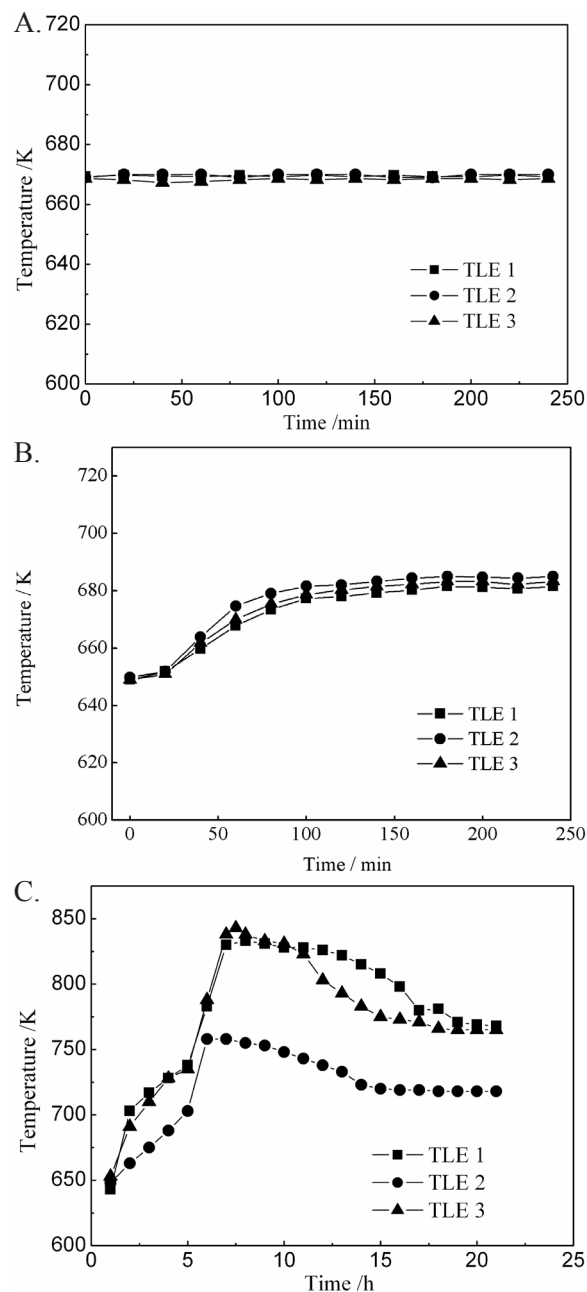 A.
720
700
680
660
640
620
600
Temperature /K
TLE 1
TLE 2
TLE 3
0 50 100 150 200 250
Time /min
B.
720
700
680
660
640
620
600
Temperature / K
TLE 1
TLE 2
TLE 3
0 50 100 150 200 250
Time / min
C.
850
800
750
700
650
600
Temperature /K
TLE 1
TLE 2
TLE 3
0 5 10 15 20 25
Time /h